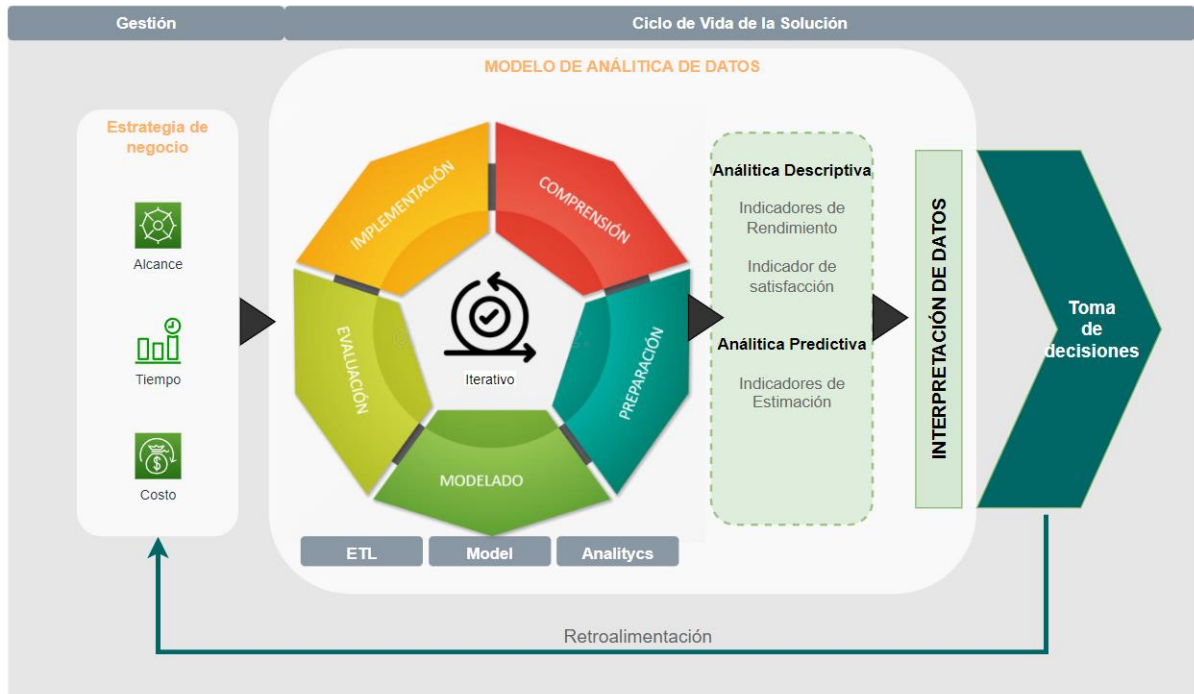 Gestión
Ciclo de Vida de la Solución
MODELO DE ANÁLITICA DE DATOS
Estrategia de
negocio
Alcance
Tiempo
Costo
IMPLEMENTACIÓN
COMPRENSIÓN
PREPARACIÓN
MODELADO
EVALUACIÓN
Iterativo
ETL
Model
Analitycs
Análitica Descriptiva
Indicadores de
Rendimiento
Indicador de
satisfacción
Análitica Predictiva
Indicadores de
Estimación
INTERPRETACIÓN DE DATOS
Toma
de
decisiones
Retroalimentación